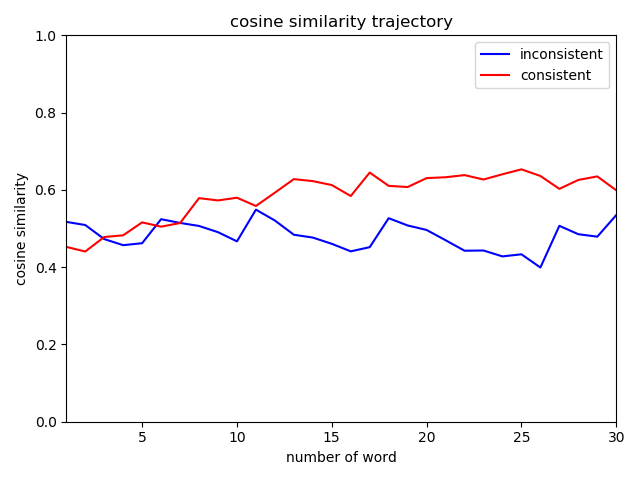 cosine similarity trajectory
inconsistent
consistent
cosine similarity
1.0
0.8
0.6
0.4
0.2
0.0
5
10
15
20
25
30
number of word